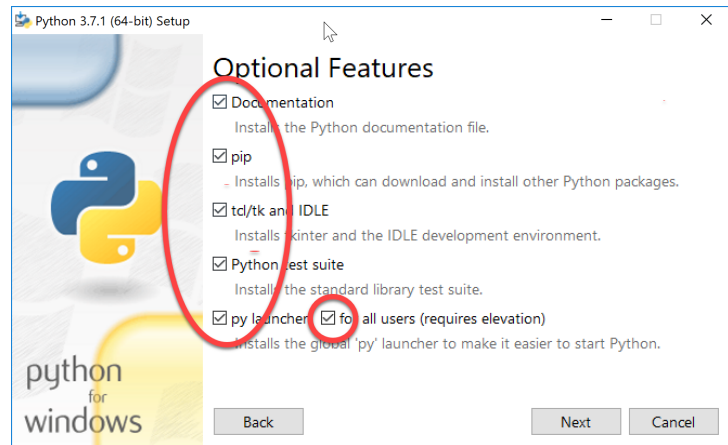 Python 3.7.1 (64-bit) Setup
Optional Features
Documentation
Installs the Python documentation file.
pip
Installs pip, which can download and install other Python packages.
tcl/tk and IDLE
Installs tkinter and the IDLE development environment.
Python test suite
Installs the standard library test suite.
py launcher for all users (requires elevation)
Installs the global 'py' launcher to make it easier to start Python.
python
for
windows
Back Next Cancel